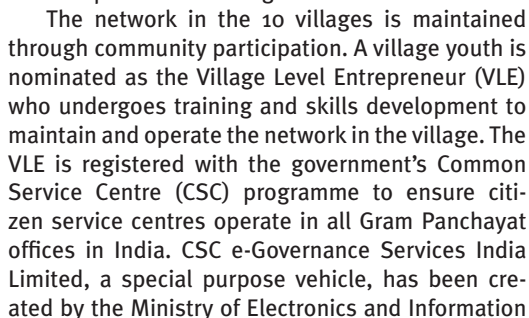 The network in the 10 villages is maintained
through community participation. A village youth is
nominated as the Village Level Entrepreneur (VLE)
who undergoes training and skills development to
maintain and operate the network in the village. The
VLE is registered with the government’s Common
Service Centre (CSC) programme to ensure citi-
zen service centres operate in all Gram Panchayat
offices in India. CSC e-Governance Services India
Limited, a special purpose vehicle, has been cre-
ated by the Ministry of Electronics and Information